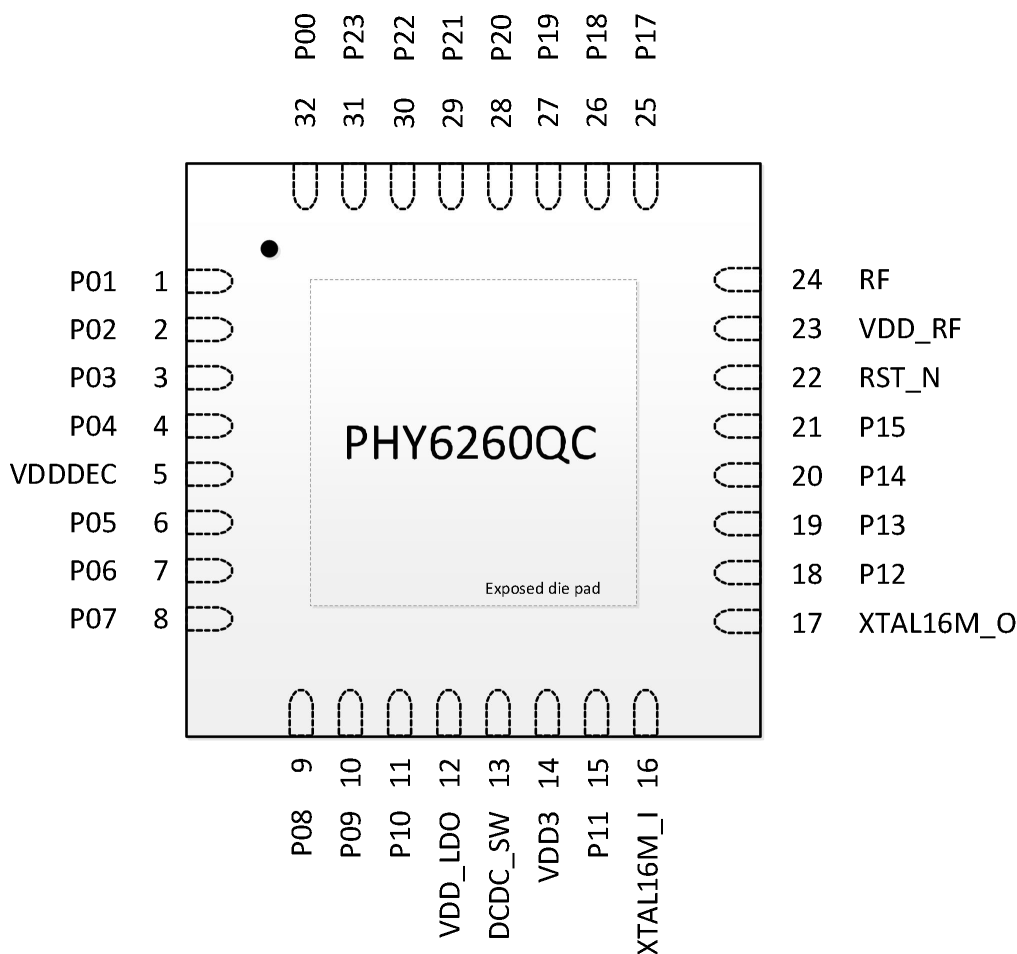 P00 P23 P22 P21 P20 P19 P18 P17
32 31 30 29 28 27 26 25
P01 1
P02 2
P03 3
P04 4
VDDDEC 5
P05 6
P06 7
P07 8
PHY6260QC
Exposed die pad
24 RF
23 VDD_RF
22 RST_N
21 P15
20 P14
19 P13
18 P12
17 XTAL16M_O
9 10 11 12 13 14 15 16
P08 P09 P10 VDD_LDO DCDC_SW VDD3 P11 XTAL16M_I